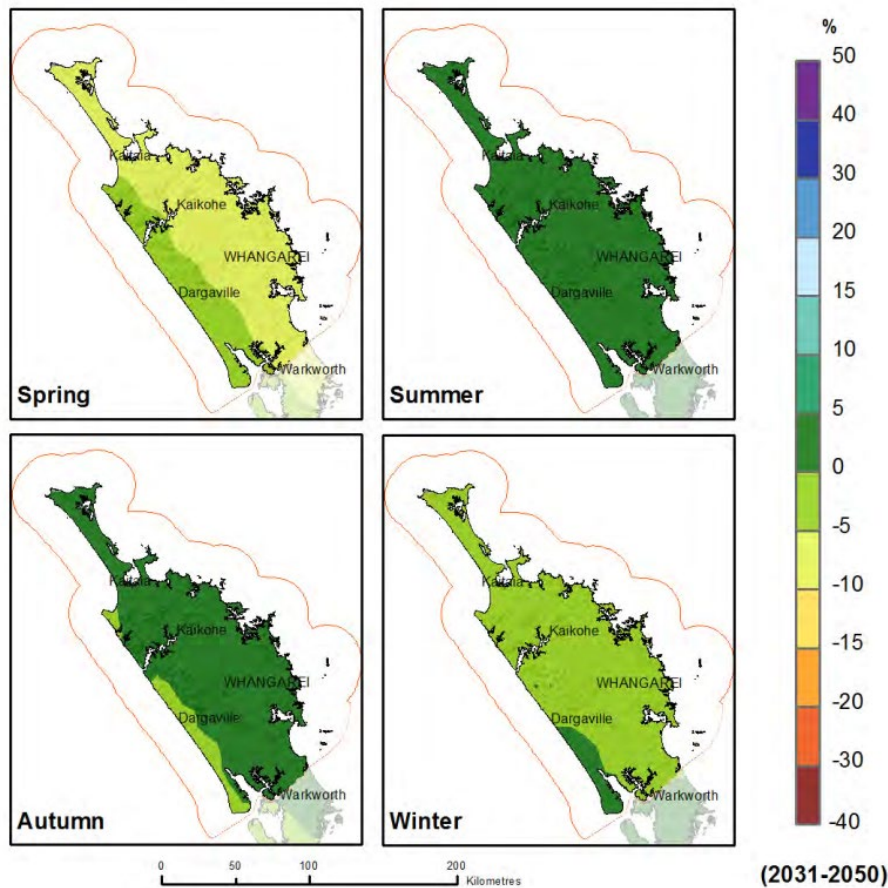 Kaitaia
Kaikohe
WHANGAREI
Dargaville
Warkworth
Spring
Kaitaia
Kaikohe
WHANGAREI
Dargaville
Warkworth
Summer
Kaitaia
Kaikohe
WHANGAREI
Dargaville
Warkworth
Autumn
Kaitaia
Kaikohe
WHANGAREI
Dargaville
Warkworth
Winter
%
50
40
30
20
15
10
5
0
-5
-10
-15
-20
-30
-40
(2031-2050)
0 50 100 200
Kilometres